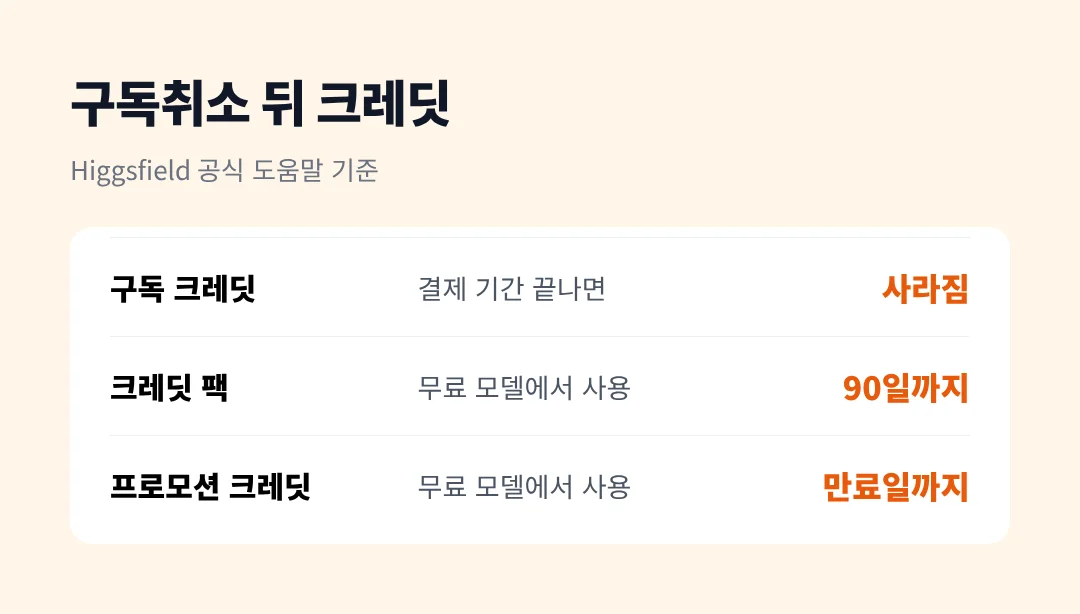 구독취소 뒤 크레딧
Higgsfield 공식 도움말 기준
구독 크레딧 결제 기간 끝나면 사라짐
크레딧 팩 무료 모델에서 사용 90일까지
프로모션 크레딧 무료 모델에서 사용 만료일까지